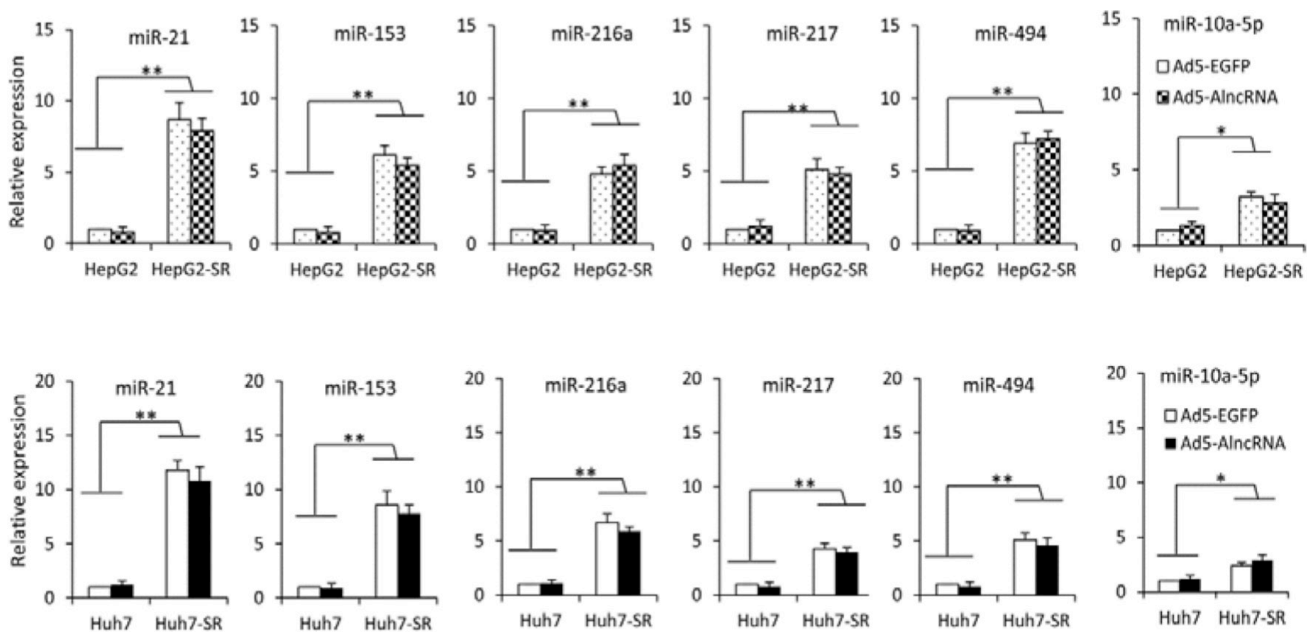 miR-21
miR-153
miR-216a
miR-217
miR-494
miR-10a-5p
Relative expression
15
10
5
0
**
HepG2
HepG2-SR
15
10
5
0
**
HepG2
HepG2-SR
15
10
5
0
**
HepG2
HepG2-SR
15
10
5
0
**
HepG2
HepG2-SR
15
10
5
0
**
HepG2
HepG2-SR
15
10
5
0
Ad5-EGFP
Ad5-AlncRNA
*
HepG2
HepG2-SR
miR-21
miR-153
miR-216a
miR-217
miR-494
miR-10a-5p
Relative expression
20
15
10
5
0
**
Huh7
Huh7-SR
20
15
10
5
0
**
Huh7
Huh7-SR
20
15
10
5
0
**
Huh7
Huh7-SR
20
15
10
5
0
**
Huh7
Huh7-SR
20
15
10
5
0
**
Huh7
Huh7-SR
20
15
10
5
0
Ad5-EGFP
Ad5-AlncRNA
*
Huh7
Huh7-SR